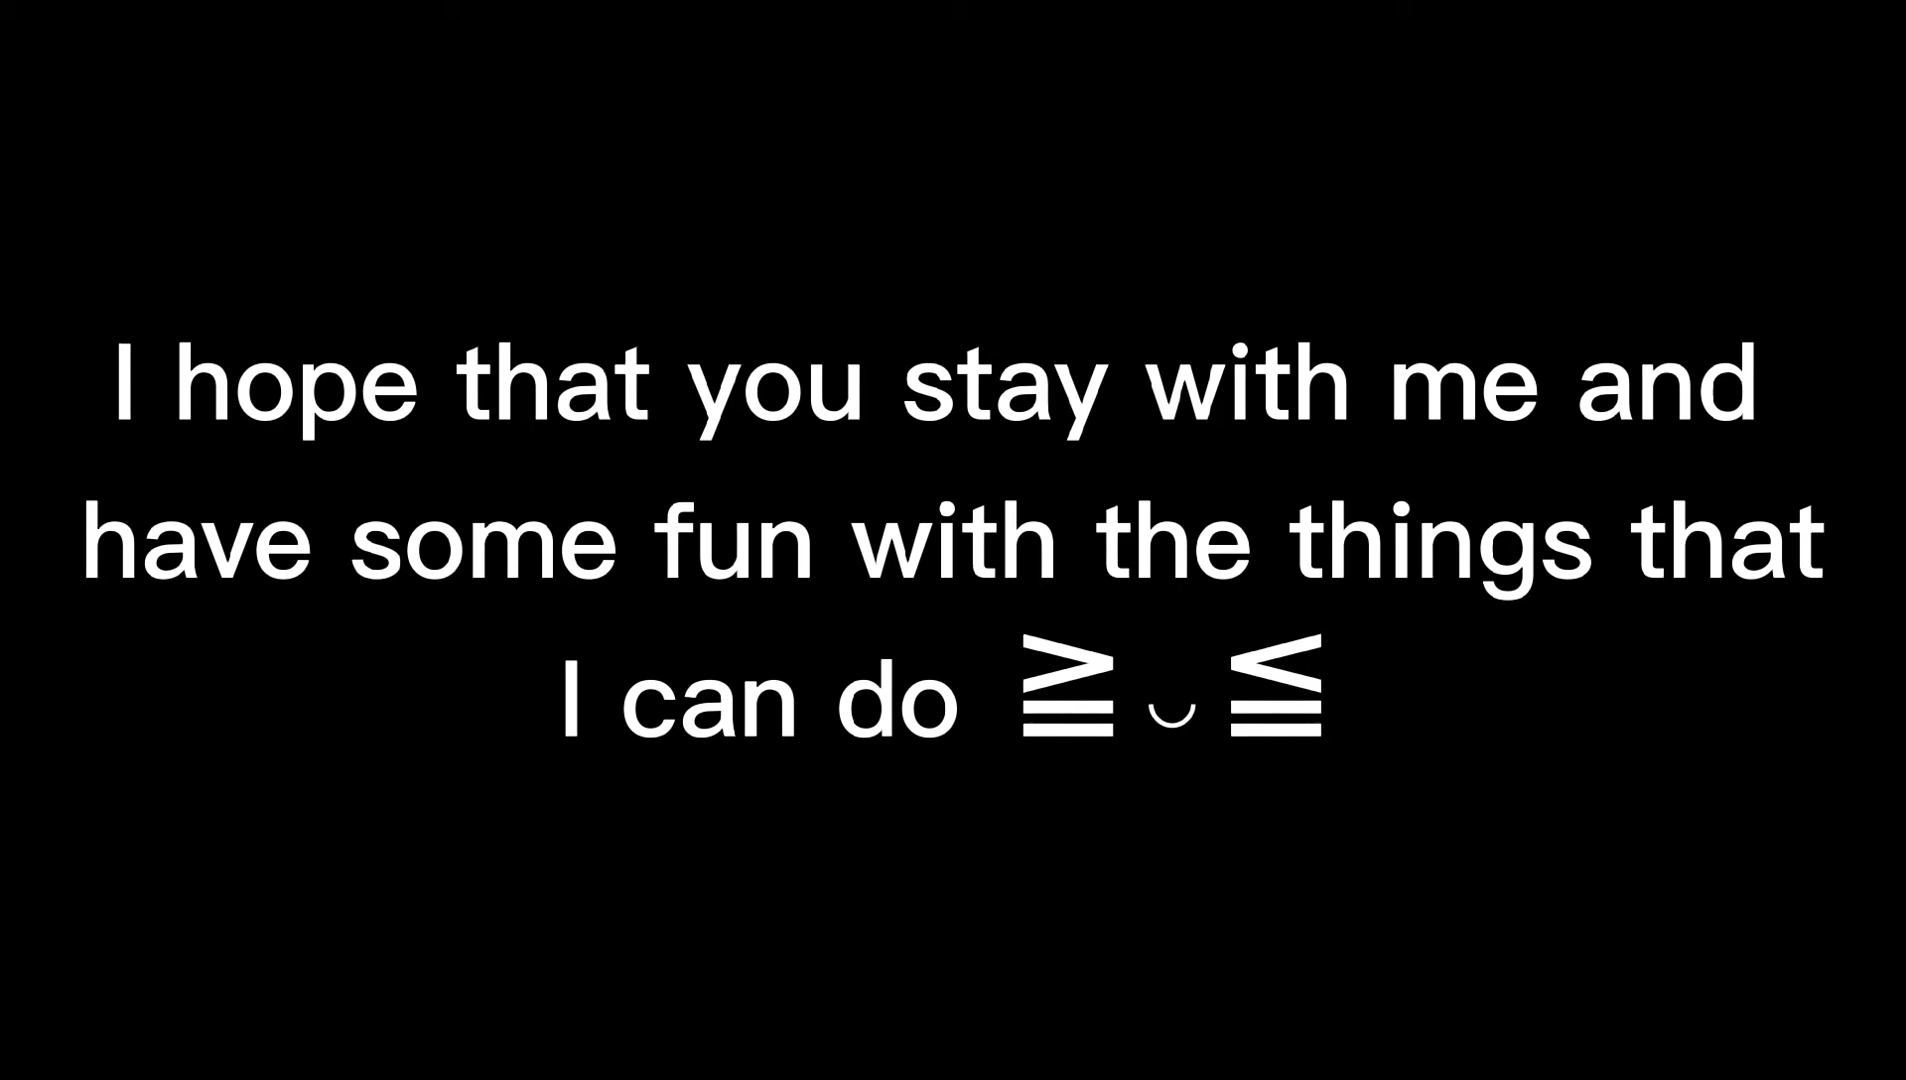 I hope that you stay with me and
have some fun with the things that
I can do ≧◡≦